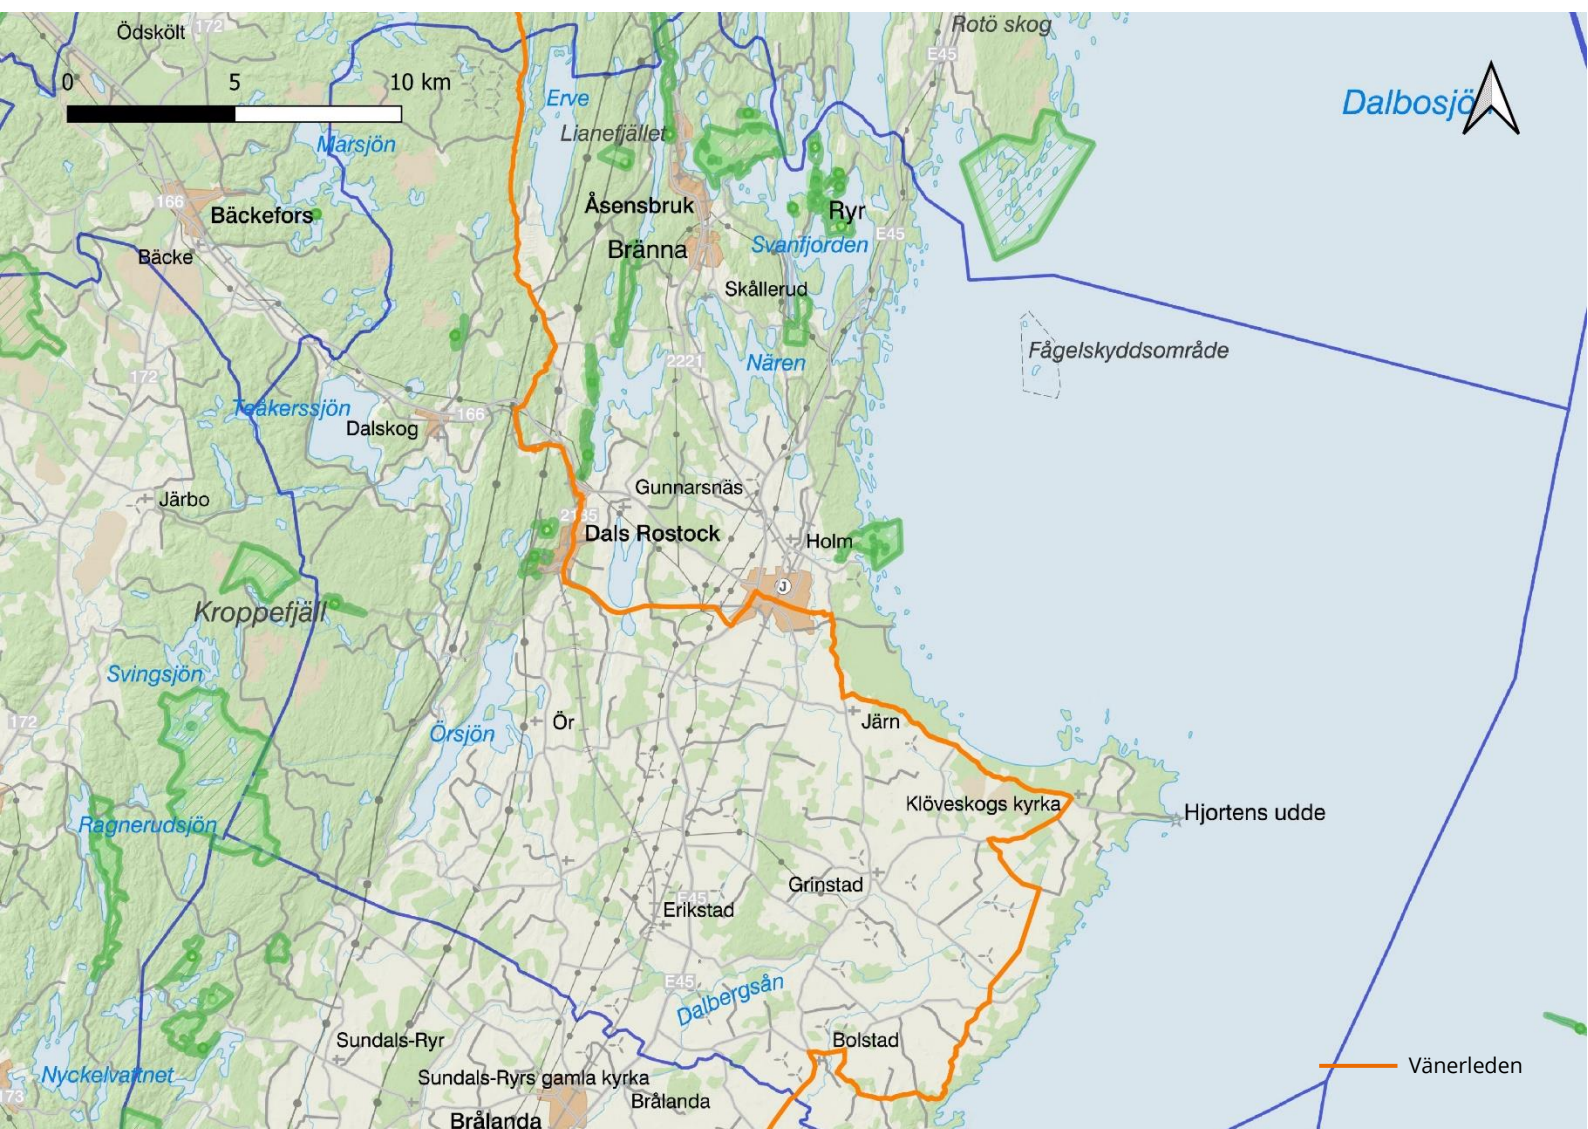 Ödskölt
172
Rotö skog
E45
0 5 10 km
Erve
Dalbosjö
Lianefjället
Marsjön
166
Bäckefors
Åsensbruk
Ryr
E45
Bäcke
Bränna
Svanfjorden
Skållerud
Fågelskyddsområde
2221
Nären
172
Teåkerssjön
166
Dalskog
Järbo
Gunnarsnäs
Dals Rostock
Holm
J
Kroppefjäll
Svingsjön
172
Ör
Järn
Örsjön
Klöveskogs kyrka
Hjortens udde
Ragnerudsjön
Grinstad
E45
Erikstad
E45
Dalbergsån
Sundals-Ryr
Bolstad
Vänerleden
Nyckelvattnet
Sundals-Ryrs gamla kyrka
173
Brålanda
Brålanda